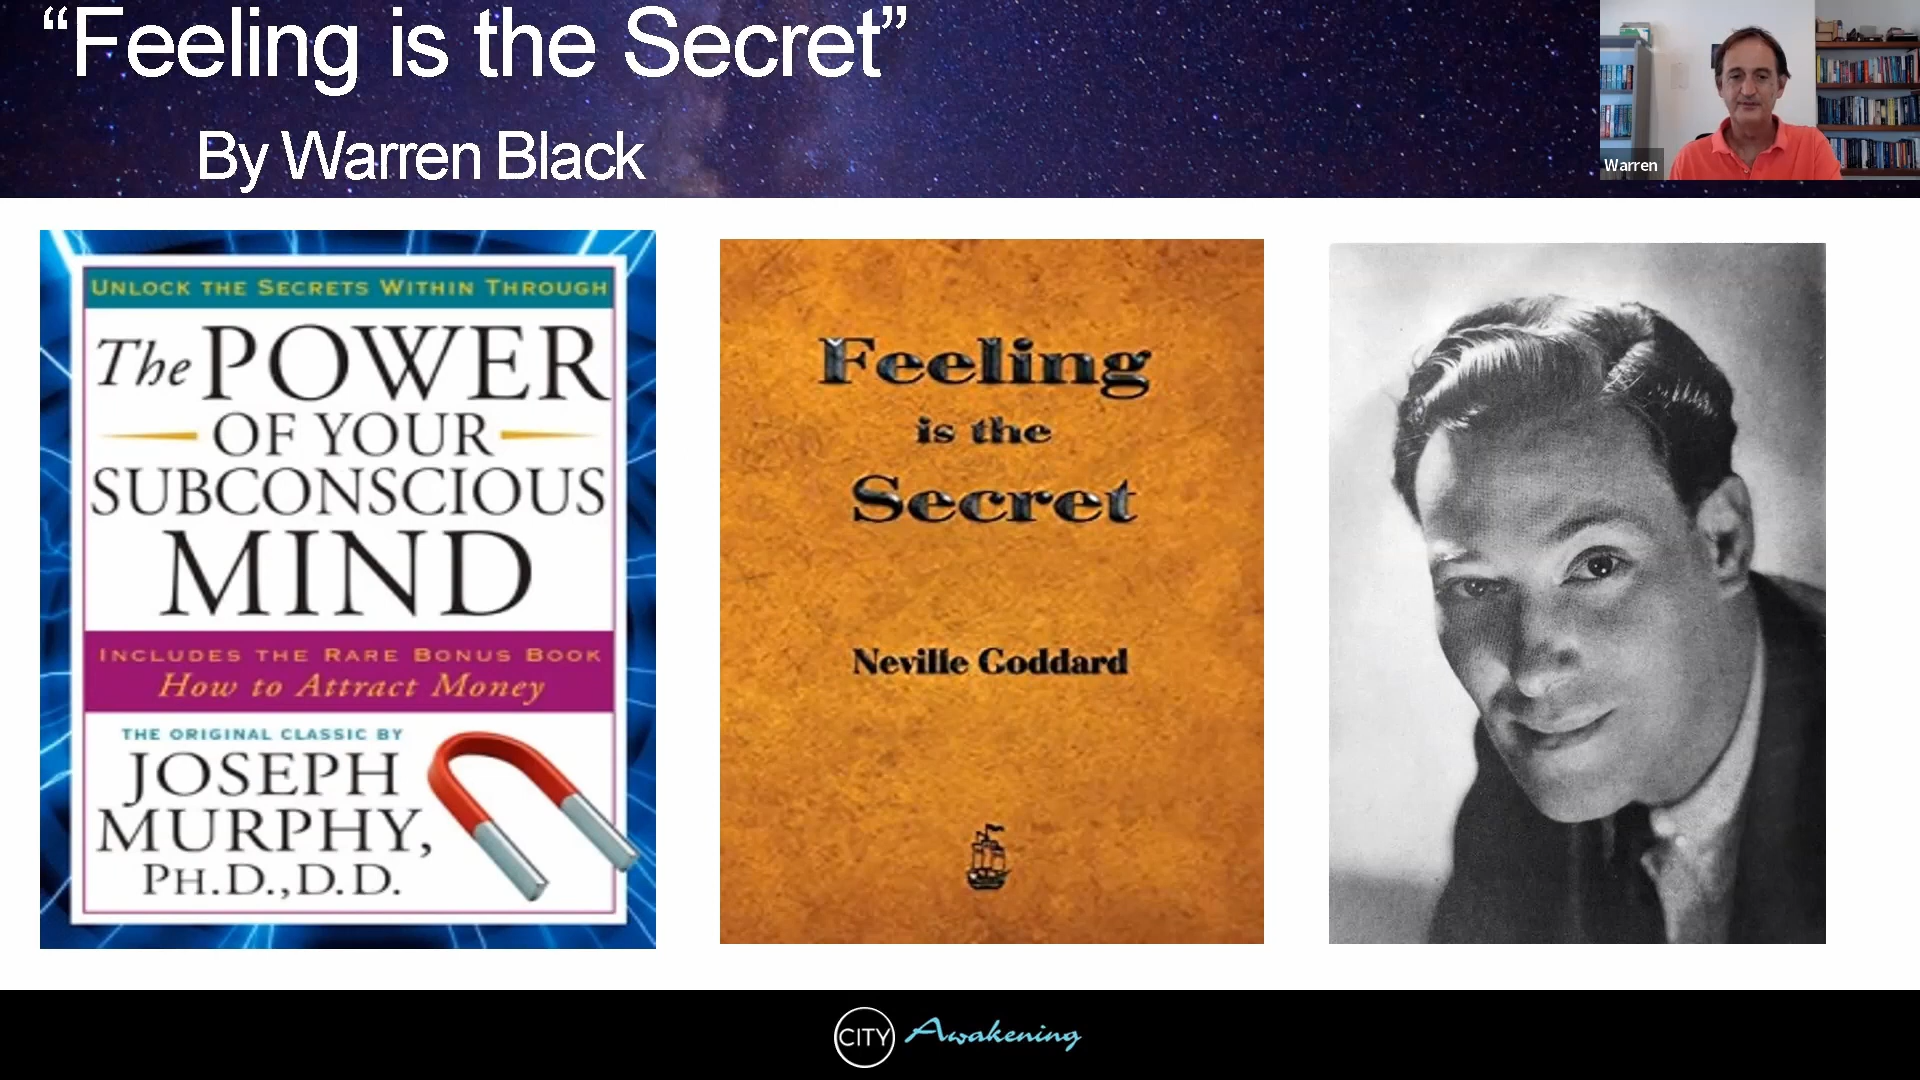 “Feeling is the Secret”
By Warren Black
Warren
UNLOCK THE SECRETS WITHIN THROUGH
The POWER
OF YOUR
SUBCONSCIOUS
MIND
INCLUDES THE RARE BONUS BOOK
How to Attract Money
THE ORIGINAL CLASSIC BY
JOSEPH
MURPHY,
PH.D., D.D.
Feeling
is the
Secret
Neville Goddard
CITY Awakening